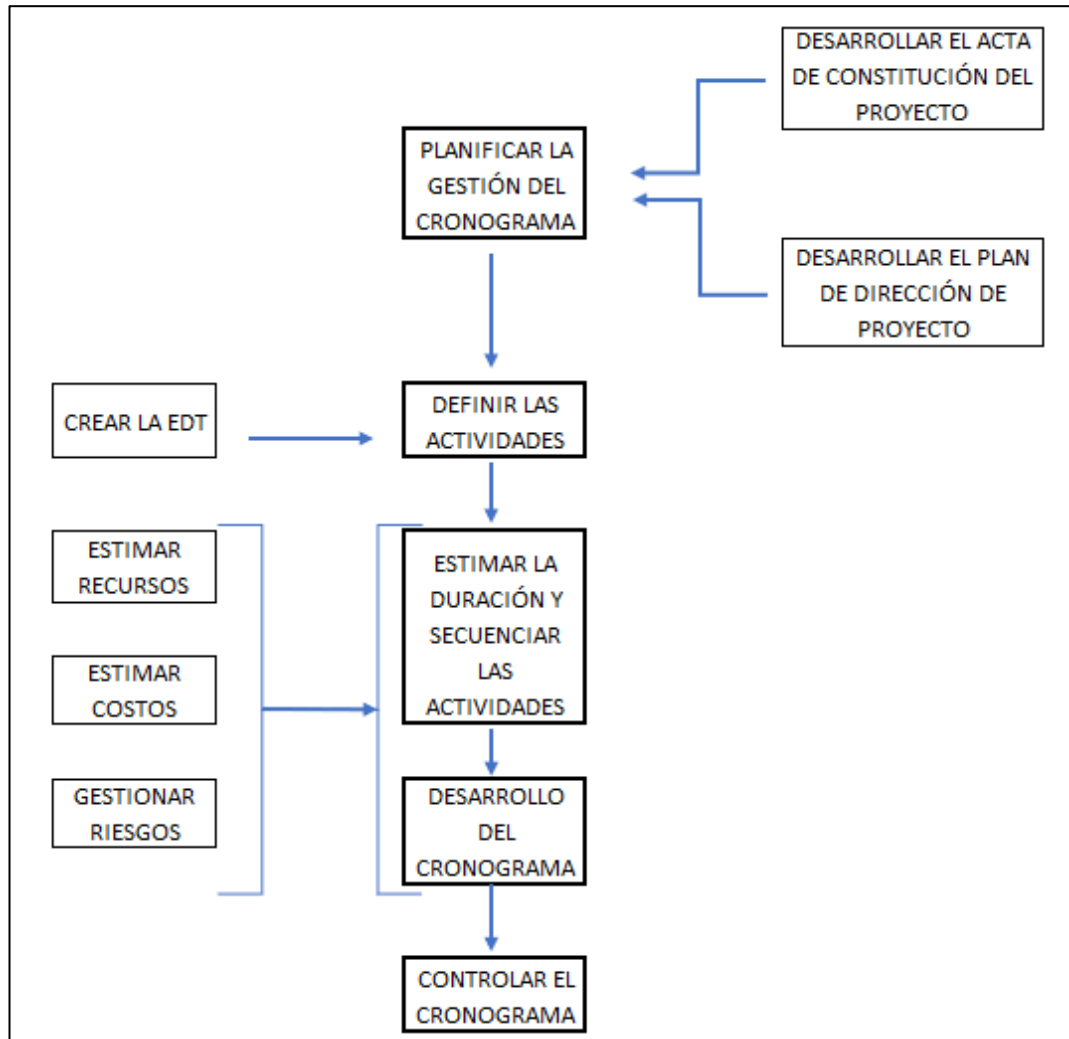 DESARROLLAR EL ACTA
DE CONSTITUCIÓN DEL
PROYECTO
PLANIFICAR LA
GESTIÓN DEL
CRONOGRAMA
DESARROLLAR EL PLAN
DE DIRECCIÓN DE
PROYECTO
CREAR LA EDT
DEFINIR LAS
ACTIVIDADES
ESTIMAR
RECURSOS
ESTIMAR
COSTOS
GESTIONAR
RIESGOS
ESTIMAR LA
DURACIÓN Y
SECUENCIAR
LAS
ACTIVIDADES
DESARROLLO
DEL
CRONOGRAMA
CONTROLAR EL
CRONOGRAMA